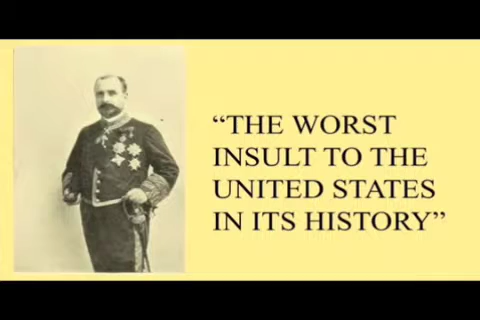 “THE WORST
INSULT TO THE
UNITED STATES
IN ITS HISTORY”